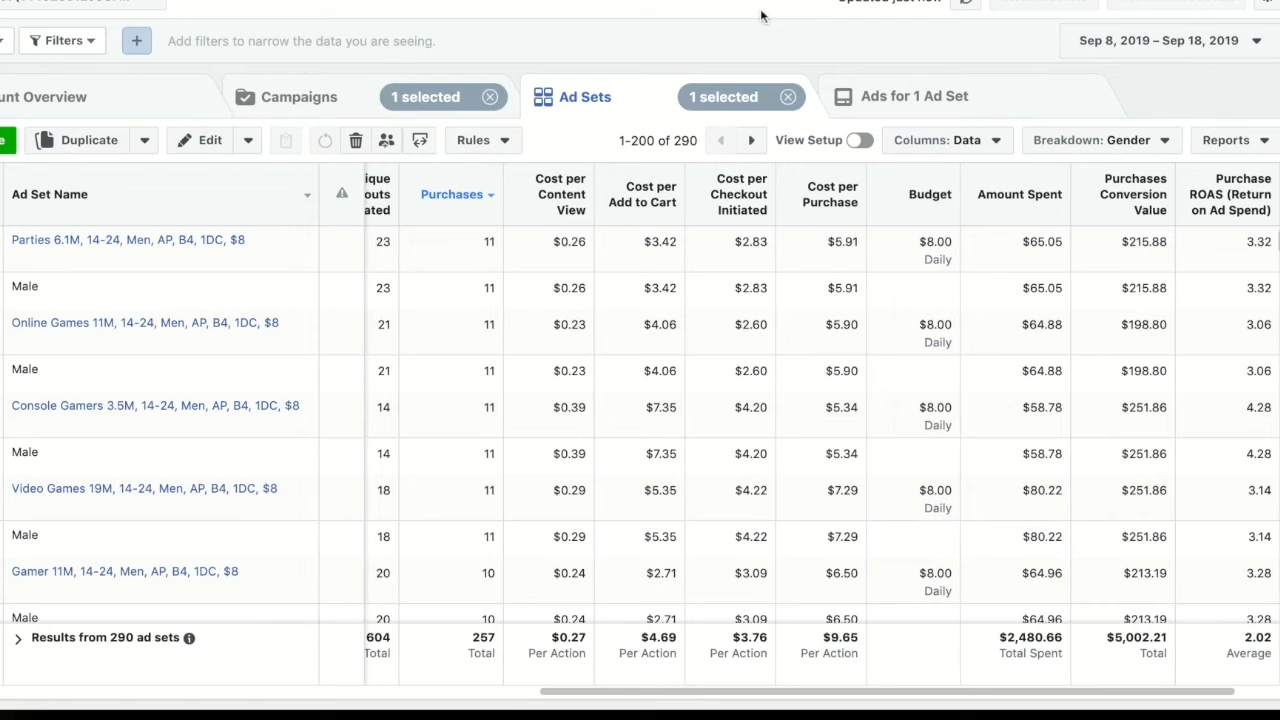 Filters
Add filters to narrow the data you are seeing.
Sep 8, 2019 – Sep 18, 2019
unt Overview
Campaigns
1 selected
Ad Sets
1 selected
Ads for 1 Ad Set
Duplicate
Edit
Rules
1-200 of 290
View Setup
Columns: Data
Breakdown: Gender
Reports
Ad Set Name
ique
outs
ated
Purchases
Cost per
Content
View
Cost per
Add to Cart
Cost per
Checkout
Initiated
Cost per
Purchase
Budget
Amount Spent
Purchases
Conversion
Value
Purchase
ROAS (Return
on Ad Spend)
Parties 6.1M, 14-24, Men, AP, B4, 1DC, $8
23 11 $0.26 $3.42 $2.83 $5.91 $8.00 $65.05 $215.88 3.32
Daily
Male 23 11 $0.26 $3.42 $2.83 $5.91 $65.05 $215.88 3.32
Online Games 11M, 14-24, Men, AP, B4, 1DC, $8
21 11 $0.23 $4.06 $2.60 $5.90 $8.00 $64.88 $198.80 3.06
Daily
Male 21 11 $0.23 $4.06 $2.60 $5.90 $64.88 $198.80 3.06
Console Gamers 3.5M, 14-24, Men, AP, B4, 1DC, $8
14 11 $0.39 $7.35 $4.20 $5.34 $8.00 $58.78 $251.86 4.28
Daily
Male 14 11 $0.39 $7.35 $4.20 $5.34 $58.78 $251.86 4.28
Video Games 19M, 14-24, Men, AP, B4, 1DC, $8
18 11 $0.29 $5.35 $4.22 $7.29 $8.00 $80.22 $251.86 3.14
Daily
Male 18 11 $0.29 $5.35 $4.22 $7.29 $80.22 $251.86 3.14
Gamer 11M, 14-24, Men, AP, B4, 1DC, $8
20 10 $0.24 $2.71 $3.09 $6.50 $8.00 $64.96 $213.19 3.28
Daily
Male 20 10 $0.24 $2.71 $3.09 $6.50 $64.96 $213.19 3.28
Results from 290 ad sets 604 257 $0.27 $4.69 $3.76 $9.65 $2,480.66 $5,002.21 2.02
Total Total Per Action Per Action Per Action Per Action Total Spent Total Average